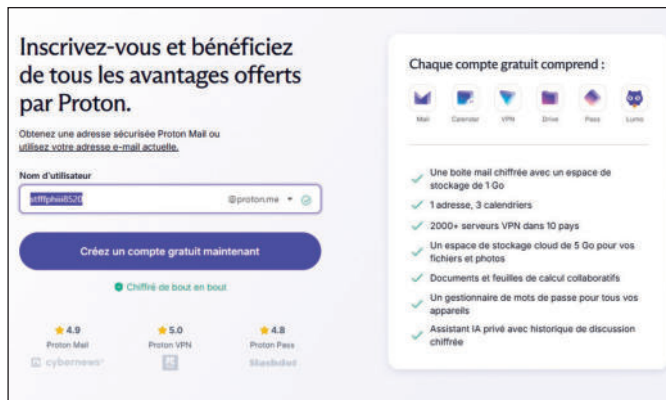 Inscrivez-vous et bénéficiez
de tous les avantages offerts
par Proton.
Obtenez une adresse sécurisée Proton Mail ou
utilisez votre adresse e-mail actuelle.
Nom d'utilisateur
@proton.me
Créez un compte gratuit maintenant
Chiffré de bout en bout
4.9
Proton Mail
cybernews
5.0
Proton VPN
4.8
Proton Pass
Slashdot
Chaque compte gratuit comprend :
Mail
Calendar
VPN
Drive
Pass
Lumo
Une boîte mail chiffrée avec un espace de
stockage de 1 Go
1 adresse, 3 calendriers
2000+ serveurs VPN dans 10 pays
Un espace de stockage cloud de 5 Go pour vos
fichiers et photos
Documents et feuilles de calcul collaboratifs
Un gestionnaire de mots de passe pour tous vos
appareils
Assistant IA privé avec historique de discussion
chiffrée